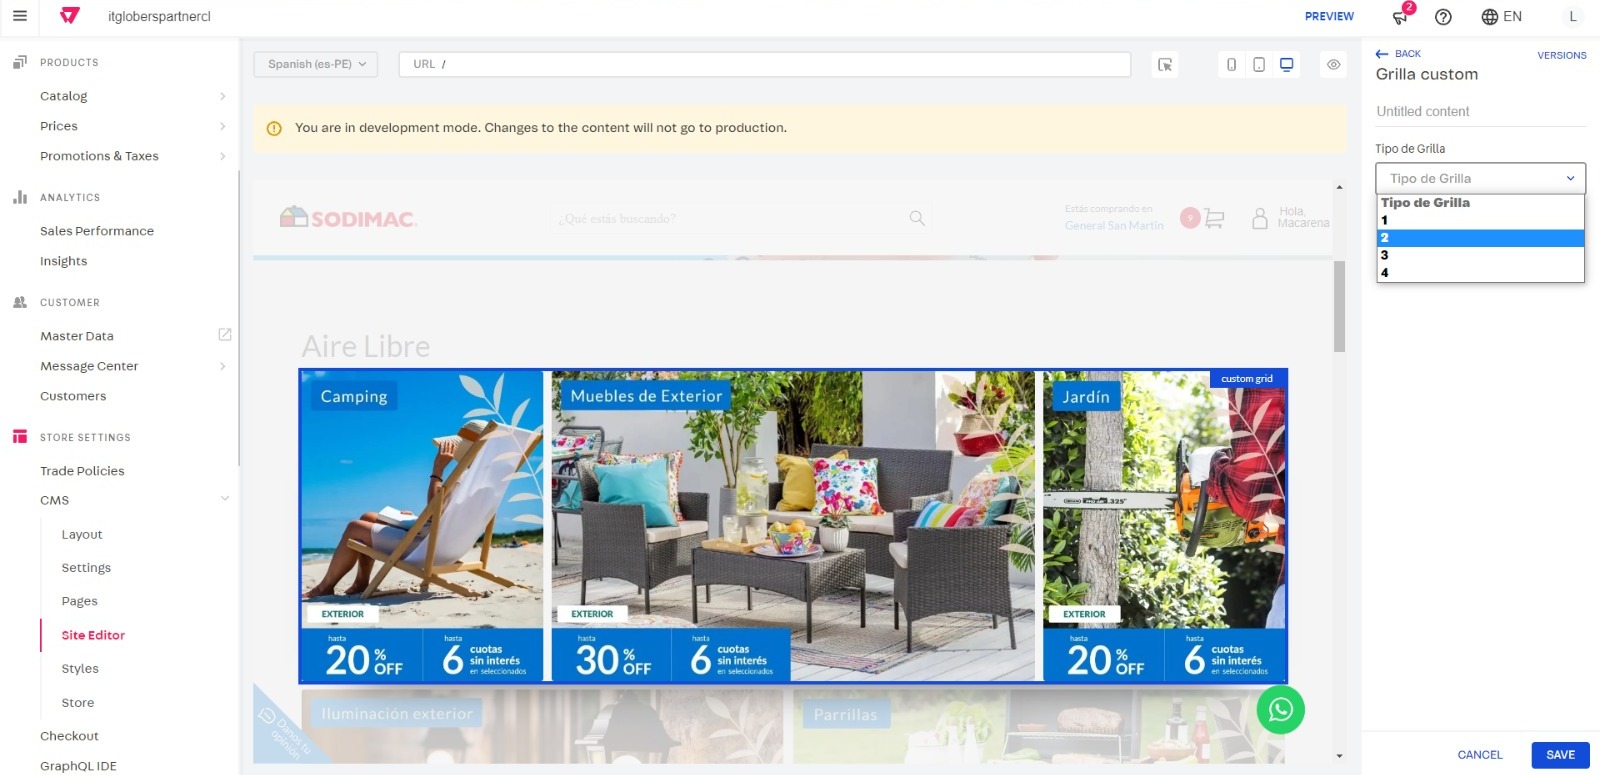 itgloberspartnercl
PREVIEW
2
EN
L
PRODUCTS
Catalog
Prices
Promotions & Taxes
ANALYTICS
Sales Performance
Insights
CUSTOMER
Master Data
Message Center
Customers
STORE SETTINGS
Trade Policies
CMS
Layout
Settings
Pages
Site Editor
Styles
Store
Checkout
GraphQL IDE
Spanish (es-PE)
URL /
You are in development mode. Changes to the content will not go to production.
SODIMAC
¿Qué estás buscando?
Estás comprando en
General San Martín
9
Hola,
Macarena
Aire Libre
custom grid
Camping
EXTERIOR
hasta
20 % OFF
hasta
6 cuotas
sin interés
en seleccionados
Muebles de Exterior
EXTERIOR
hasta
30 % OFF
hasta
6 cuotas
sin interés
en seleccionados
Jardín
.325"
EXTERIOR
hasta
20 % OFF
hasta
6 cuotas
sin interés
en seleccionados
Iluminación exterior
Parrillas
Danos tu
opinión
BACK
VERSIONS
Grilla custom
Untitled content
Tipo de Grilla
Tipo de Grilla
Tipo de Grilla
1
2
3
4
CANCEL
SAVE